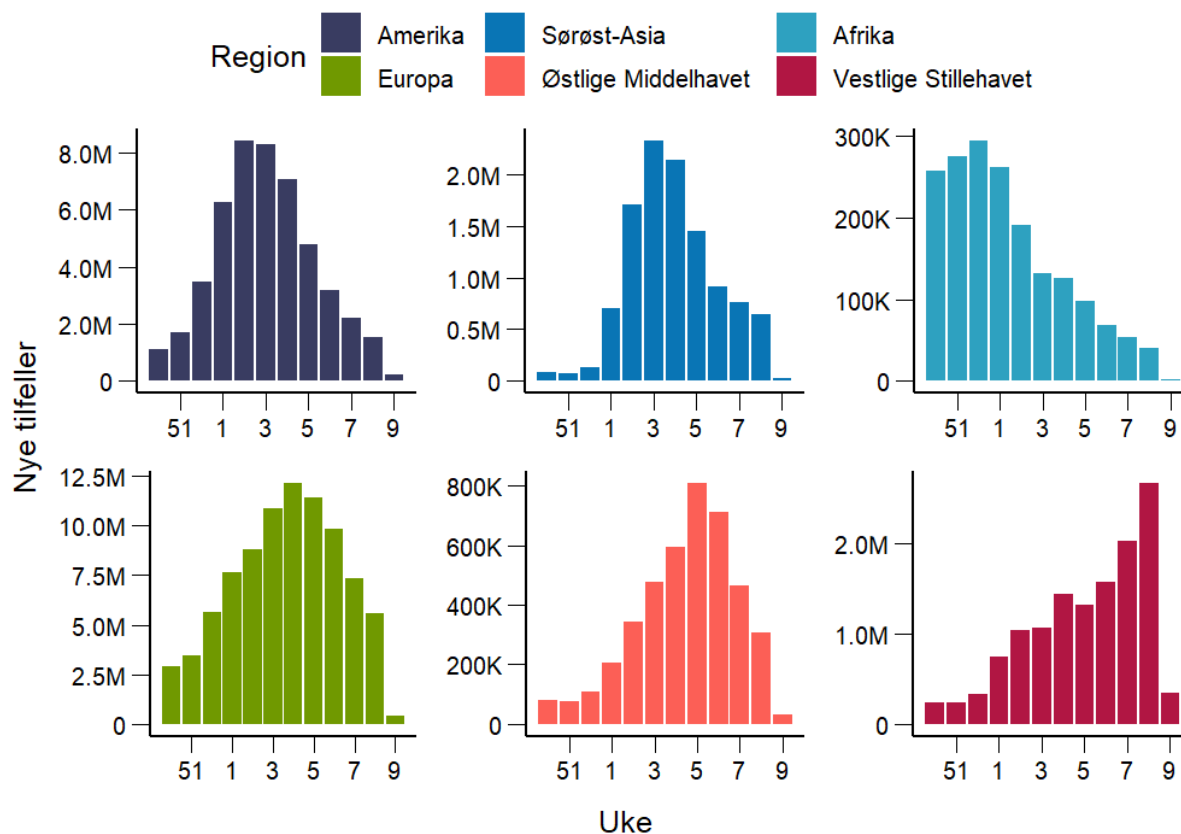 Region Amerika Sørøst-Asia Afrika
Europa Østlige Middelhavet Vestlige Stillehavet
Nye tilfeller
8.0M
6.0M
4.0M
2.0M
0
51 1 3 5 7 9
2.0M
1.5M
1.0M
0.5M
0
51 1 3 5 7 9
300K
200K
100K
0
51 1 3 5 7 9
12.5M
10.0M
7.5M
5.0M
2.5M
0
51 1 3 5 7 9
800K
600K
400K
200K
0
51 1 3 5 7 9
2.0M
1.0M
0
51 1 3 5 7 9
Uke